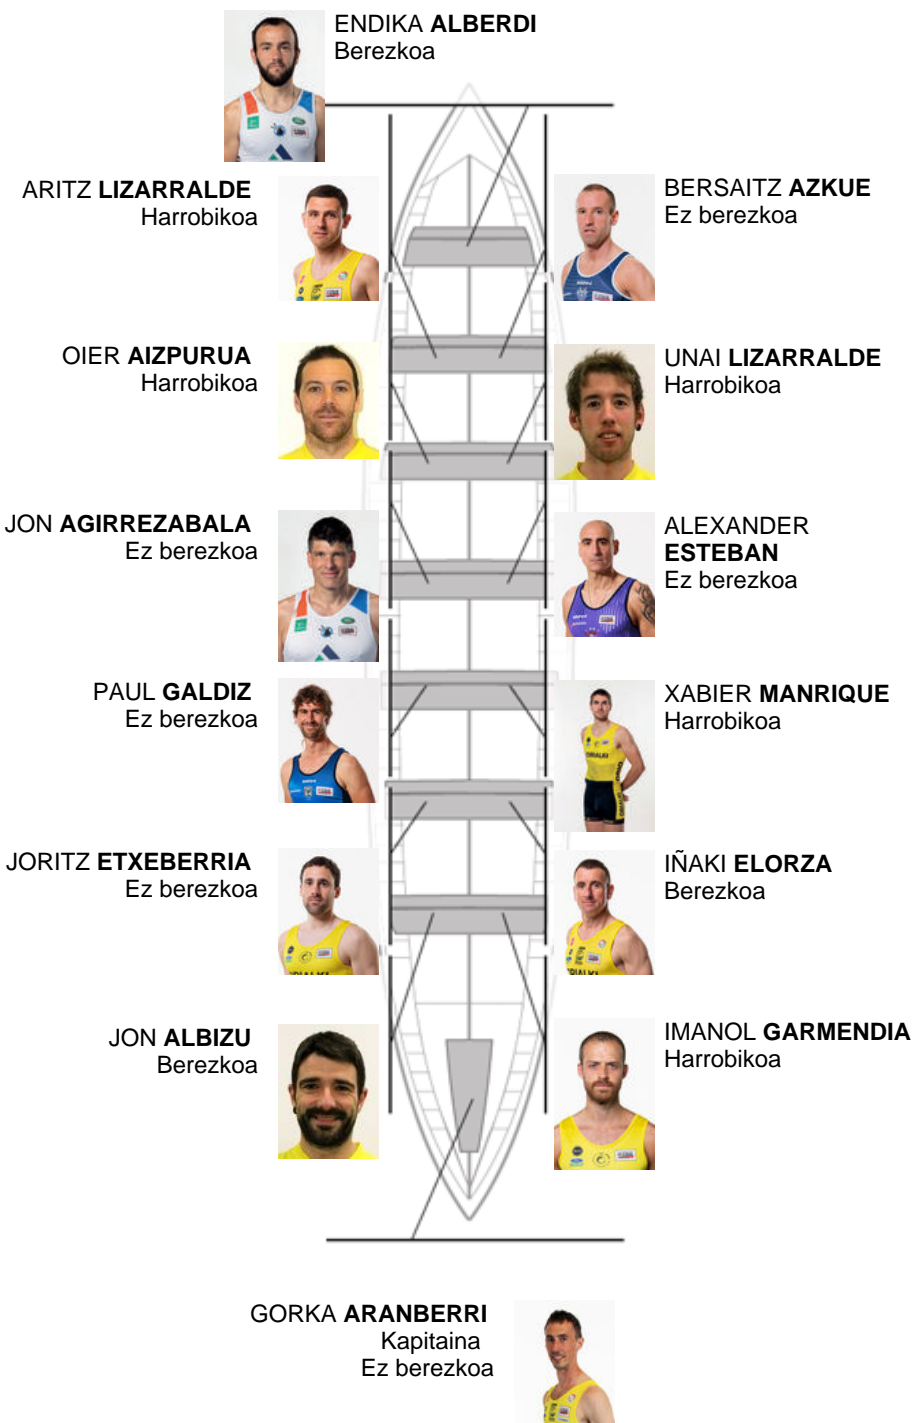 ENDIKA ALBERDI
Berezkoa
ARITZ LIZARRALDE
Harrobikoa
BERSAITZ AZKUE
Ez berezkoa
OIER AIZPURUA
Harrobikoa
UNAI LIZARRALDE
Harrobikoa
JON AGIRREZABALA
Ez berezkoa
ALEXANDER
ESTEBAN
Ez berezkoa
PAUL GALDIZ
Ez berezkoa
XABIER MANRIQUE
Harrobikoa
JORITZ ETXEBERRIA
Ez berezkoa
IÑAKI ELORZA
Berezkoa
JON ALBIZU
Berezkoa
IMANOL GARMENDIA
Harrobikoa
GORKA ARANBERRI
Kapitaina
Ez berezkoa